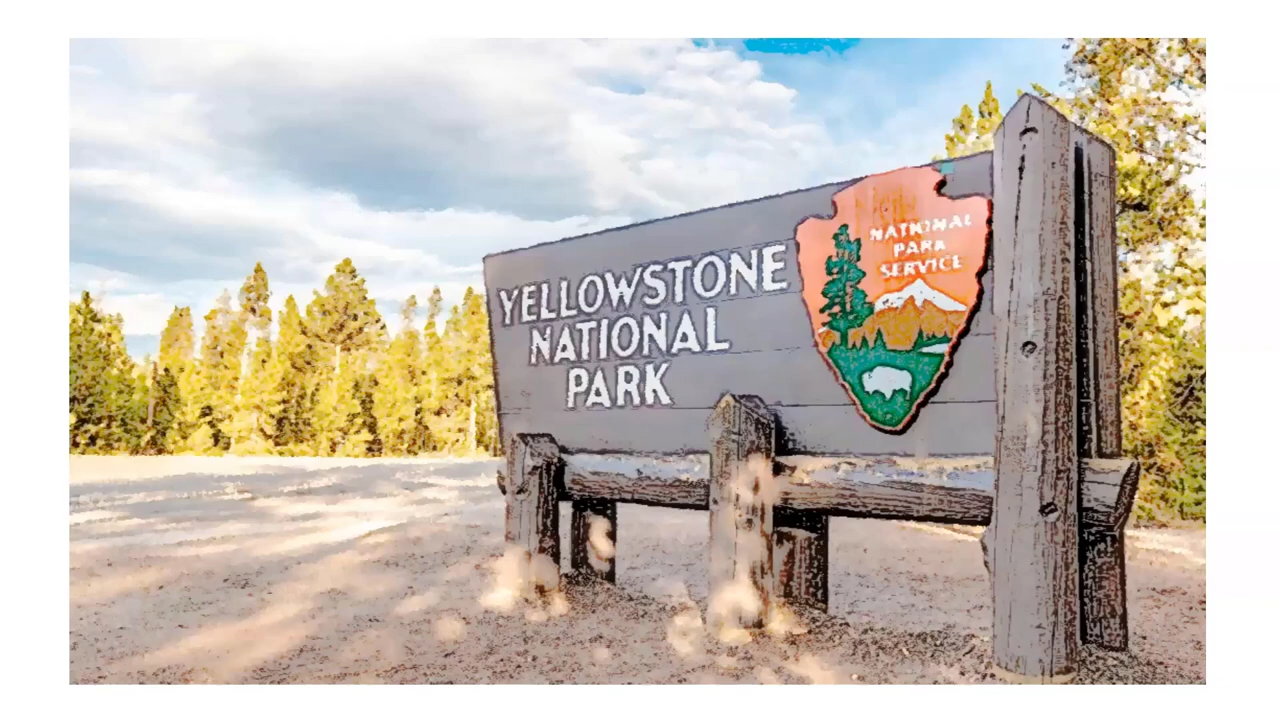 YELLOWSTONE
NATIONAL
PARK
NATIONAL
PARK
SERVICE